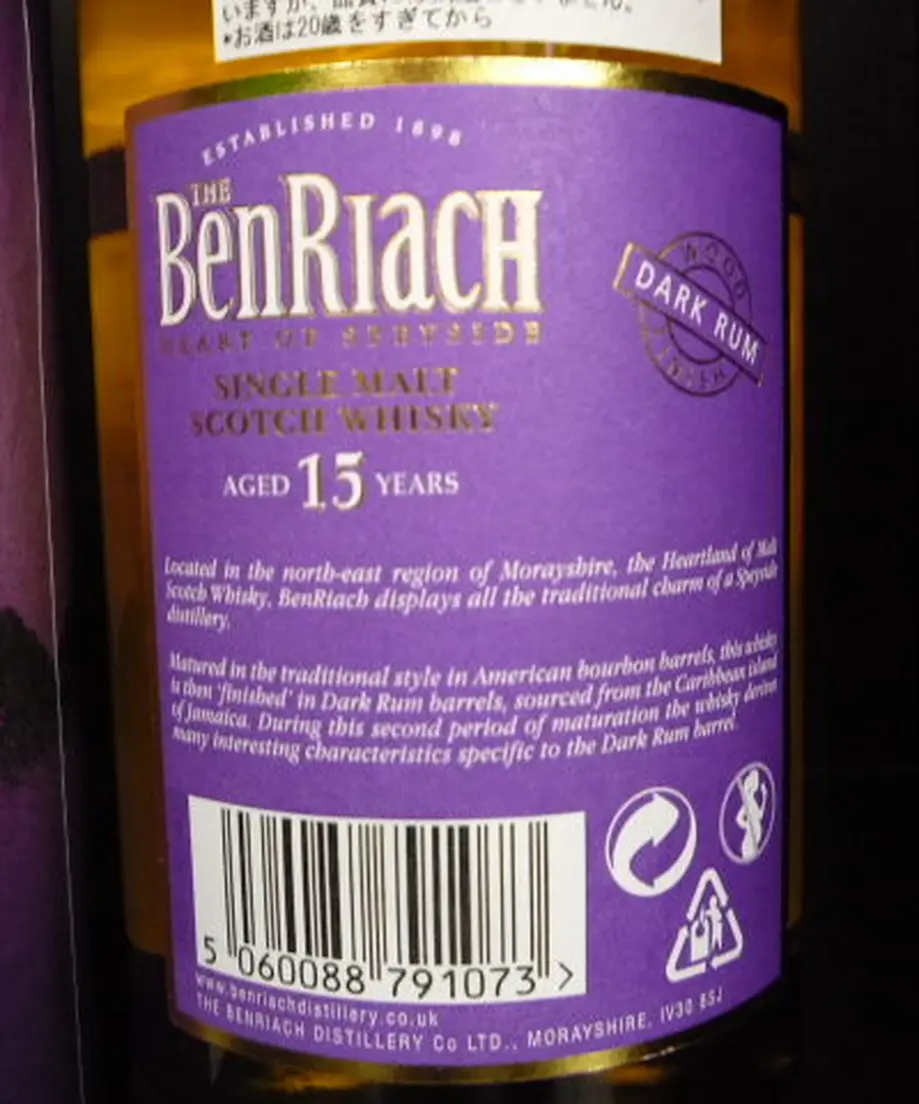 *お酒は20歳をすぎてから
ESTABLISHED 1898
THE
BENRIACH
HEART OF SPEYSIDE
SINGLE MALT
SCOTCH WHISKY
AGED 15 YEARS
WOOD
DARK RUM
FINISH
Located in the north-east region of Morayshire, the Heartland of Malt
Scotch Whisky, BenRiach displays all the traditional charm of a Speyside
distillery.
Matured in the traditional style in American bourbon barrels, this whisky
is then 'finished' in Dark Rum barrels, sourced from the Caribbean island
of Jamaica. During this second period of maturation the whisky derives
many interesting characteristics specific to the Dark Rum barrel.
5 060088 791073 >
www.benriachdistillery.co.uk
THE BENRIACH DISTILLERY Co LTD., MORAYSHIRE, IV30 8SJ